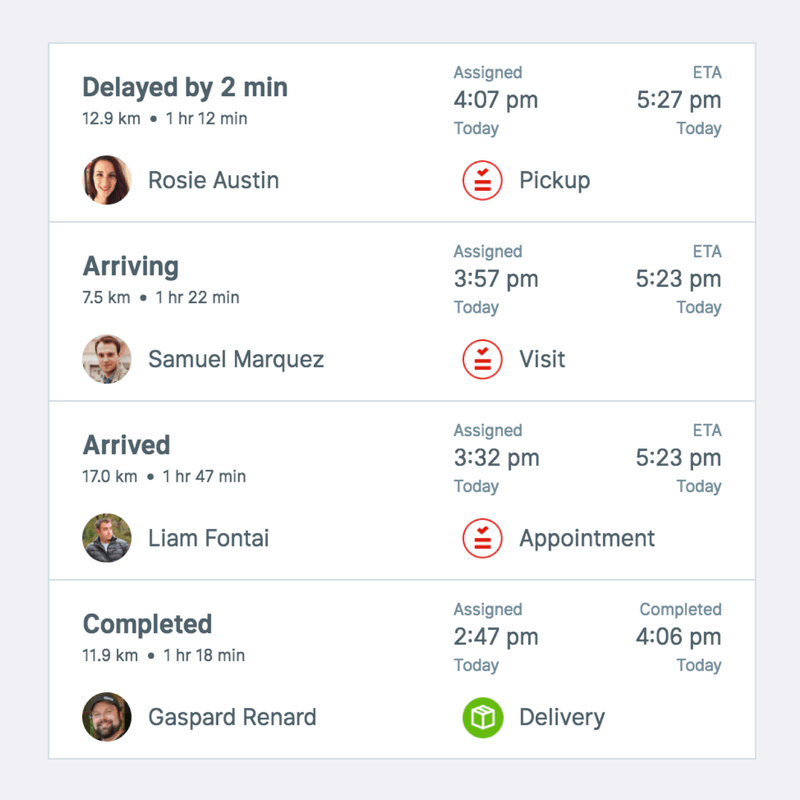 Delayed by 2 min
12.9 km • 1 hr 12 min
Assigned
4:07 pm
Today
ETA
5:27 pm
Today
Rosie Austin
Pickup
Arriving
7.5 km • 1 hr 22 min
Assigned
3:57 pm
Today
ETA
5:23 pm
Today
Samuel Marquez
Visit
Arrived
17.0 km • 1 hr 47 min
Assigned
3:32 pm
Today
ETA
5:23 pm
Today
Liam Fontai
Appointment
Completed
11.9 km • 1 hr 18 min
Assigned
2:47 pm
Today
Completed
4:06 pm
Today
Gaspard Renard
Delivery